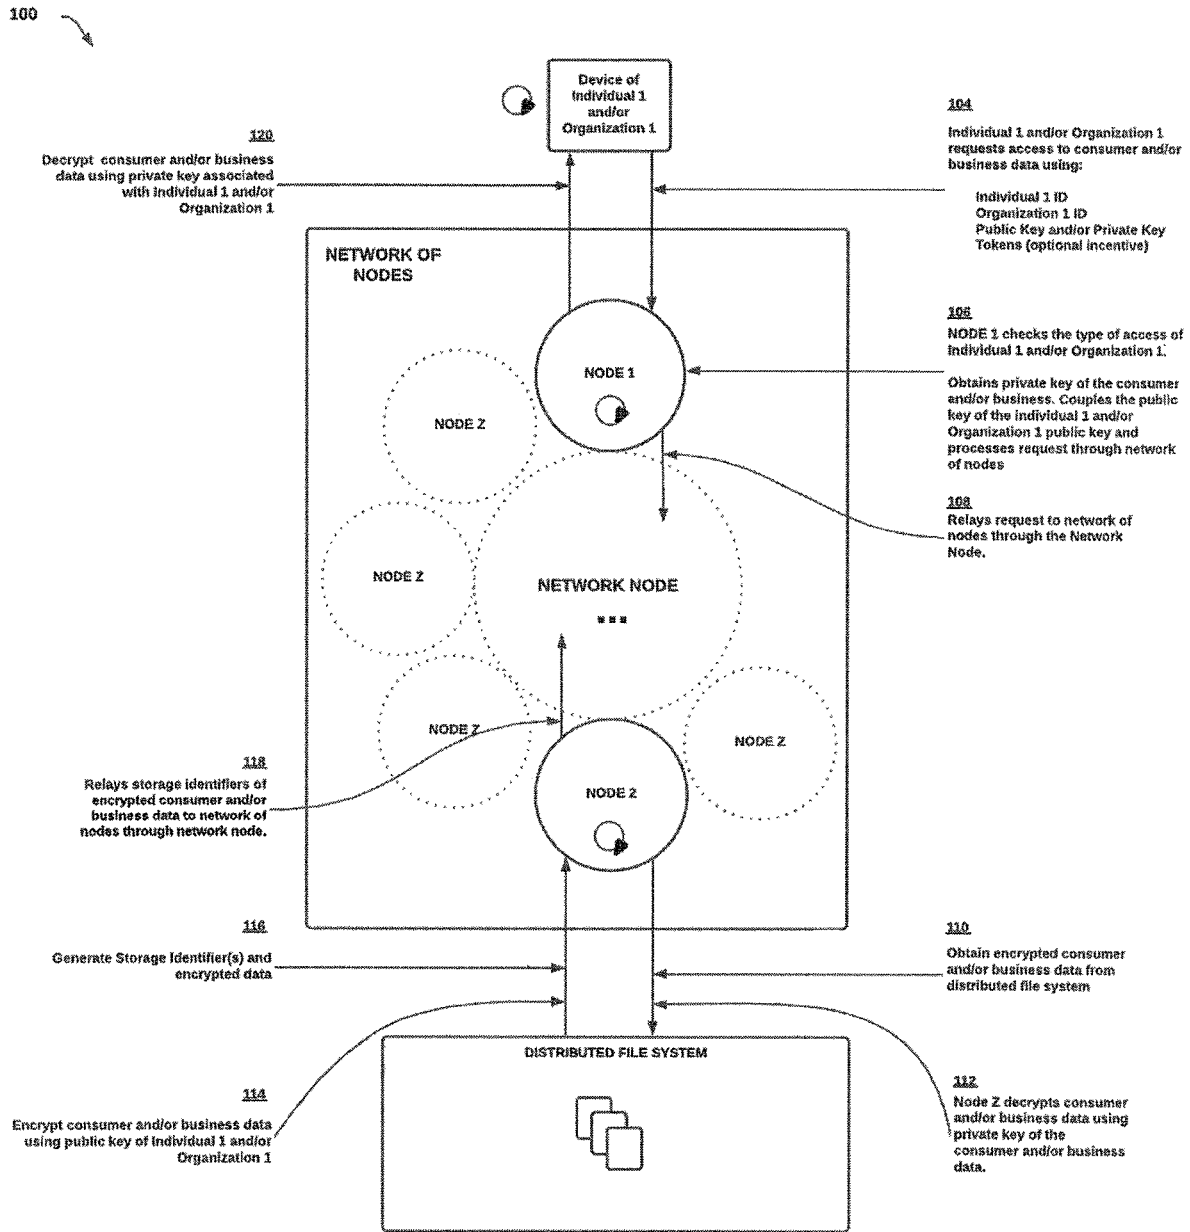 100
Device of
Individual 1
and/or
Organization 1
120
Decrypt consumer and/or business
data using private key associated
with Individual 1 and/or
Organization 1
104
Individual 1 and/or Organization 1
requests access to consumer and/or
business data using:
Individual 1 ID
Organization 1 ID
Public Key and/or Private Key
Tokens (optional incentive)
NETWORK OF
NODES
NODE 1
106
NODE 1 checks the type of access of
Individual 1 and/or Organization 1.
Obtains private key of the consumer
and/or business. Couples the public
key of the individual 1 and/or
Organization 1 public key and
processes request through network
of nodes
NODE Z
108
Relays request to network of
nodes through the Network
Node.
NODE Z
NETWORK NODE
...
NODE Z
NODE Z
118
Relays storage identifiers of
encrypted consumer and/or
business data to network of
nodes through network node.
NODE 2
116
Generate Storage Identifier(s) and
encrypted data
110
Obtain encrypted consumer
and/or business data from
distributed file system
DISTRIBUTED FILE SYSTEM
114
Encrypt consumer and/or business data
using public key of Individual 1 and/or
Organization 1
112
Node Z decrypts consumer
and/or business data using
private key of the
consumer and/or business
data.